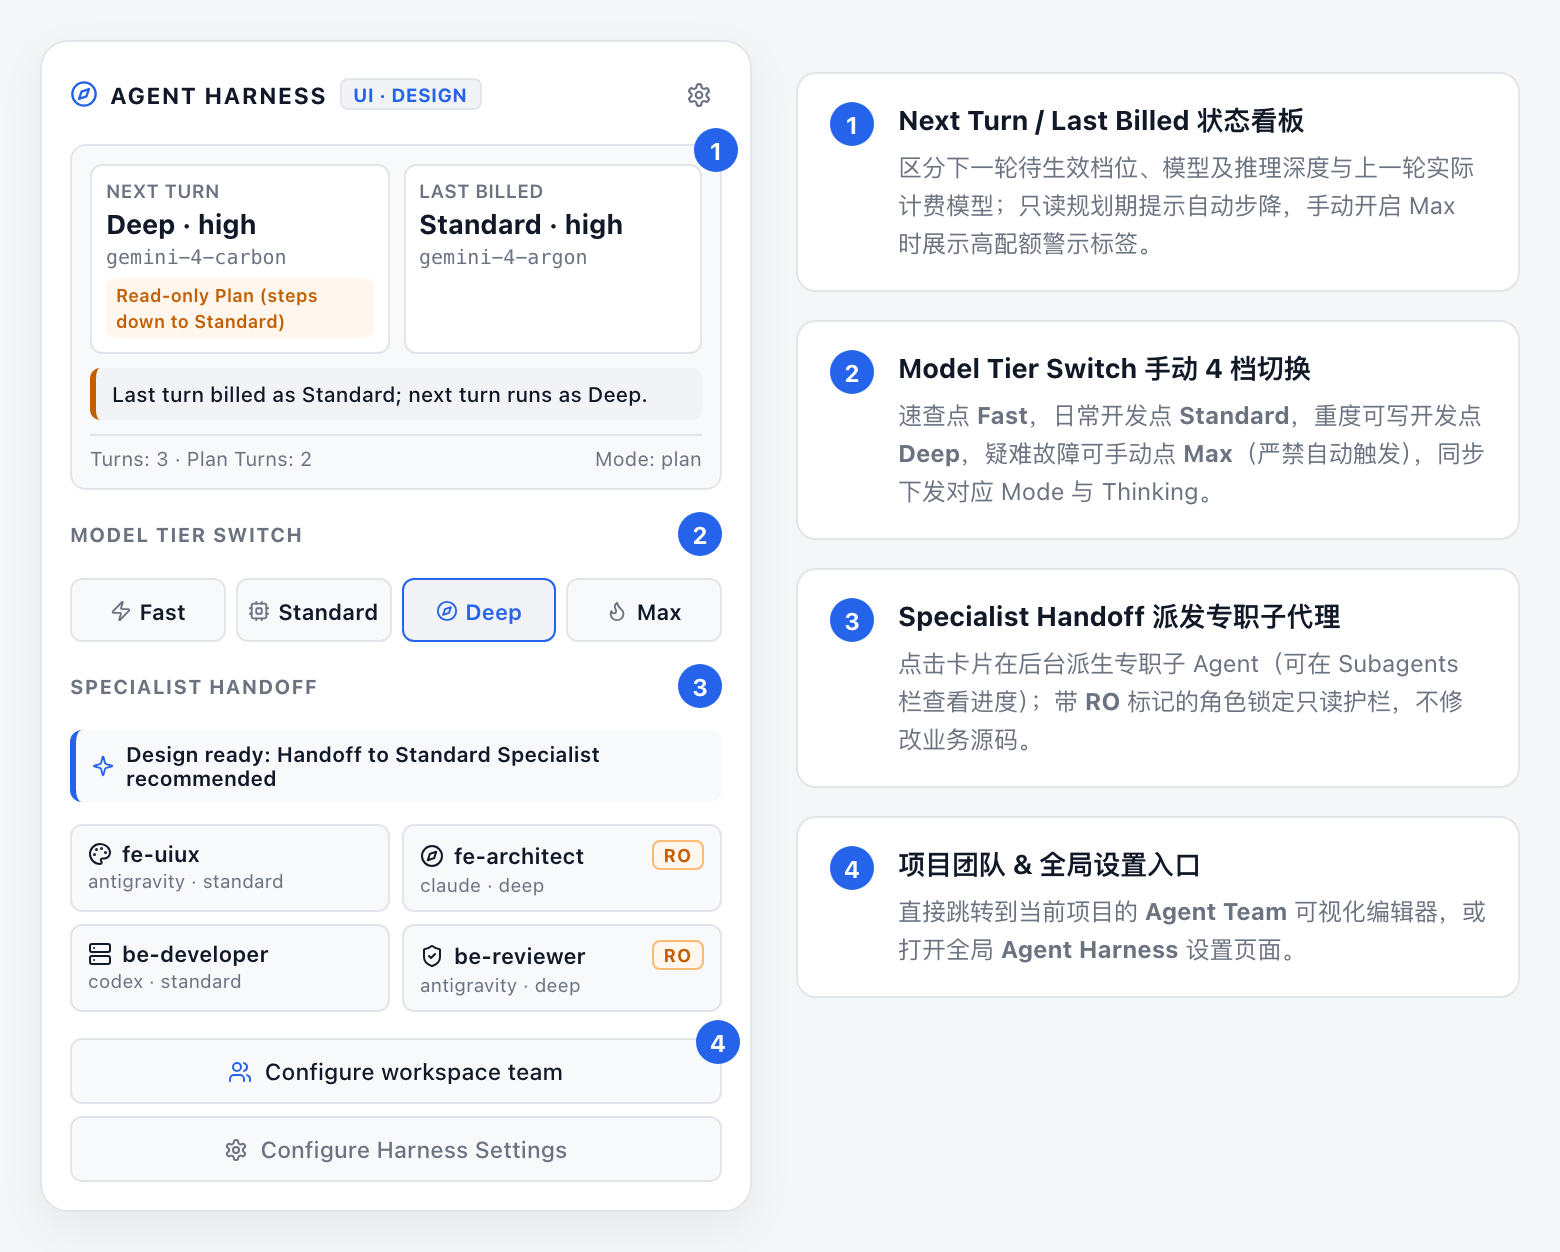 AGENT HARNESS
UI · DESIGN
1
NEXT TURN
Deep · high
gemini-4-carbon
Read-only Plan (steps
down to Standard)
LAST BILLED
Standard · high
gemini-4-argon
Last turn billed as Standard; next turn runs as Deep.
Turns: 3 · Plan Turns: 2
Mode: plan
MODEL TIER SWITCH
2
Fast
Standard
Deep
Max
SPECIALIST HANDOFF
3
Design ready: Handoff to Standard Specialist
recommended
fe-uiux
antigravity · standard
fe-architect
RO
claude · deep
be-developer
codex · standard
be-reviewer
RO
antigravity · deep
4
Configure workspace team
Configure Harness Settings
1
Next Turn / Last Billed 状态看板
区分下一轮待生效档位、模型及推理深度与上一轮实际
计费模型；只读规划期提示自动步降，手动开启 Max
时展示高配额警示标签。
2
Model Tier Switch 手动 4 档切换
速查点 Fast，日常开发点 Standard，重度可写开发点
Deep，疑难故障可手动点 Max（严禁自动触发），同步
下发对应 Mode 与 Thinking。
3
Specialist Handoff 派发专职子代理
点击卡片在后台派生专职子 Agent（可在 Subagents
栏查看进度）；带 RO 标记的角色锁定只读护栏，不修
改业务源码。
4
项目团队 & 全局设置入口
直接跳转到当前项目的 Agent Team 可视化编辑器，或
打开全局 Agent Harness 设置页面。